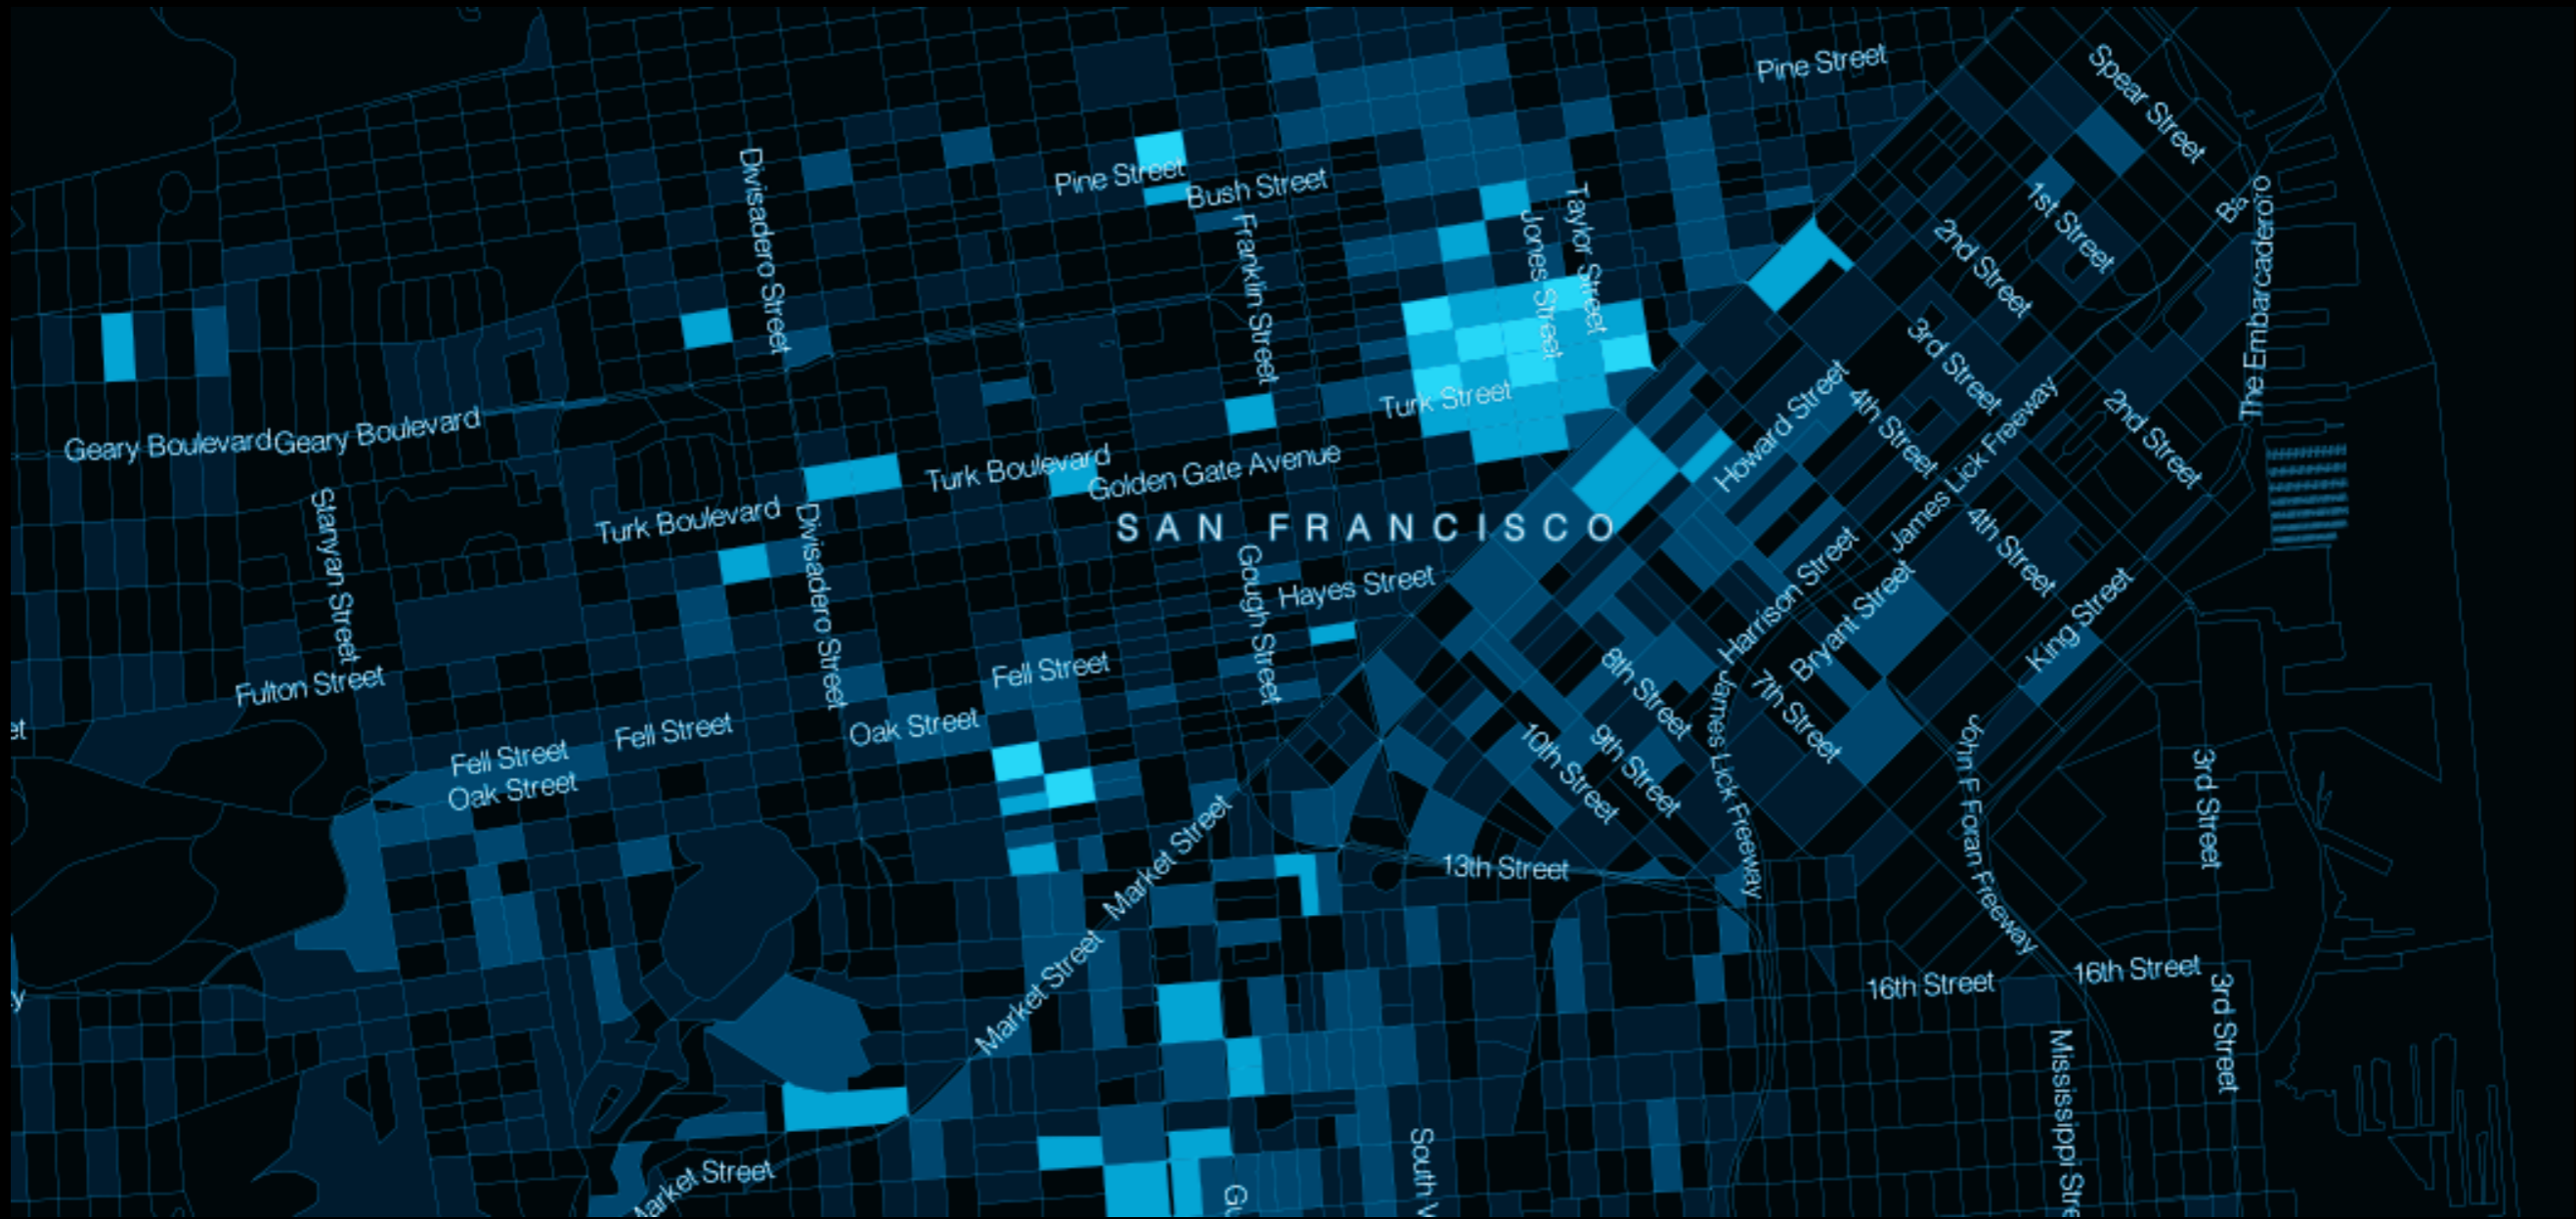 Pine Street
Spear Street
Divisadero Street
Pine Street
Bush Street
Taylor Street
Jones Street
1st Street
2nd Street
The Embarcadero
Franklin Street
3rd Street
Geary Boulevard
Geary Boulevard
Turk Street
Howard Street
4th Street
2nd Street
James Lick Freeway
Turk Boulevard
Golden Gate Avenue
Turk Boulevard
Stanyan Street
Divisadero Street
SAN FRANCISCO
4th Street
Gough Street
Hayes Street
Harrison Street
Bryant Street
King Street
Fulton Street
Fell Street
8th Street
7th Street
James Lick Freeway
Oak Street
Fell Street
Fell Street
Oak Street
10th Street
9th Street
John F Foran Freeway
3rd Street
Market Street
13th Street
Market Street
16th Street
16th Street
3rd Street
Mississippi Stre
South V
Market Street